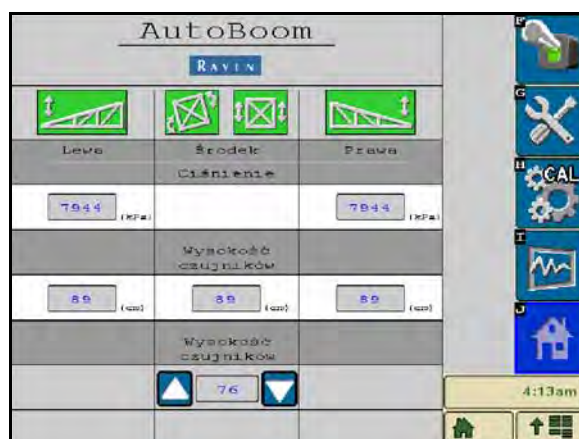 AutoBoom
RAVEN
Lewa Środek Prawa
Ciśnienie
7944 (kPa) 7944 (kPa)
Wysokość
czujników
89 (cm) 89 (cm) 89 (cm)
Wysokość
czujników
76
F
G
H
CAL
I
J
4:13am